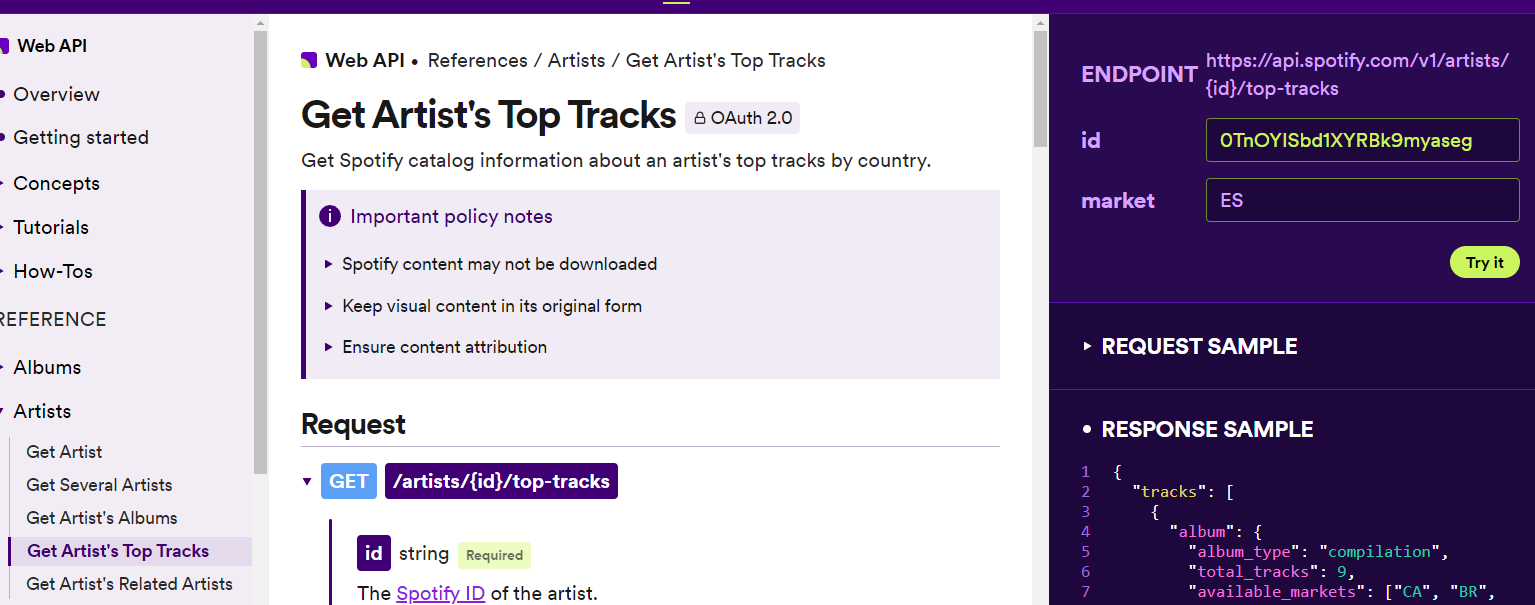 Web API
Overview
Getting started
Concepts
Tutorials
How-Tos
REFERENCE
Albums
Artists
Get Artist
Get Several Artists
Get Artist's Albums
Get Artist's Top Tracks
Get Artist's Related Artists
Web API • References / Artists / Get Artist's Top Tracks
Get Artist's Top Tracks OAuth 2.0
Get Spotify catalog information about an artist's top tracks by country.
Important policy notes
Spotify content may not be downloaded
Keep visual content in its original form
Ensure content attribution
Request
GET /artists/{id}/top-tracks
id string Required
The Spotify ID of the artist.
ENDPOINT https://api.spotify.com/v1/artists/
{id}/top-tracks
id 0TnOYISbd1XYRBk9myaseg
market ES
Try it
REQUEST SAMPLE
RESPONSE SAMPLE
1 {
2 "tracks": [
3 {
4 "album": {
5 "album_type": "compilation",
6 "total_tracks": 9,
7 "available_markets": ["CA", "BR",